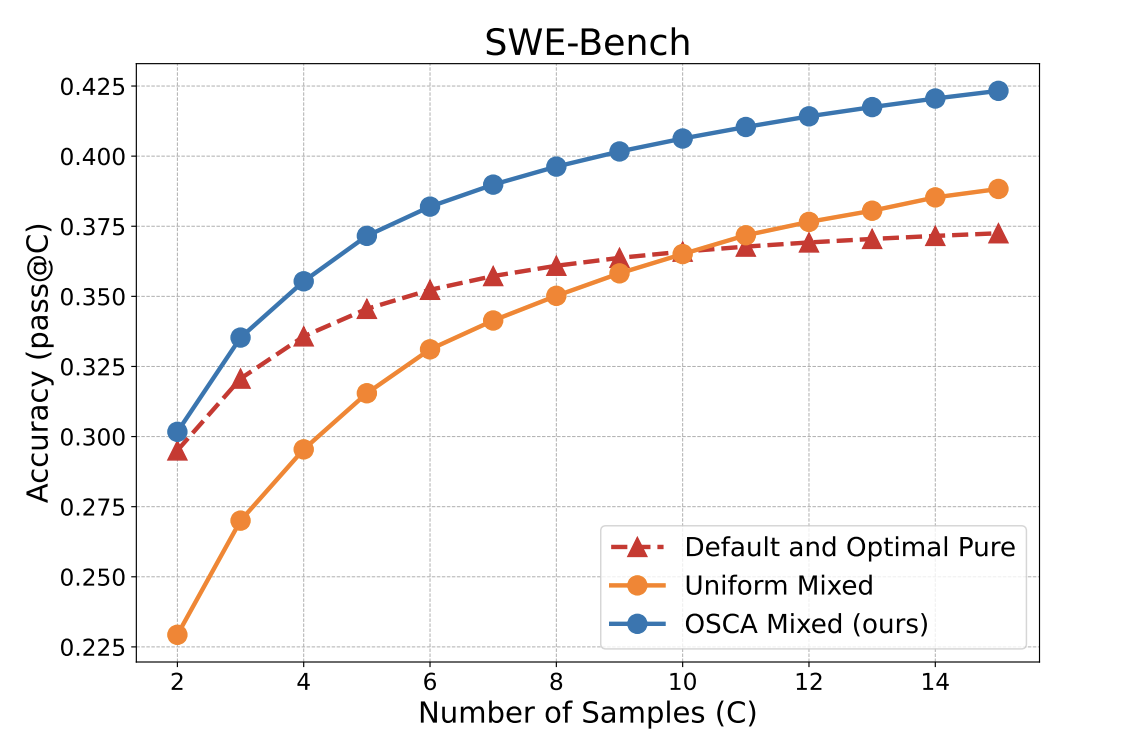 SWE-Bench
Accuracy (pass@C)
0.425
0.400
0.375
0.350
0.325
0.300
0.275
0.250
0.225
Default and Optimal Pure
Uniform Mixed
OSCA Mixed (ours)
2 4 6 8 10 12 14
Number of Samples (C)